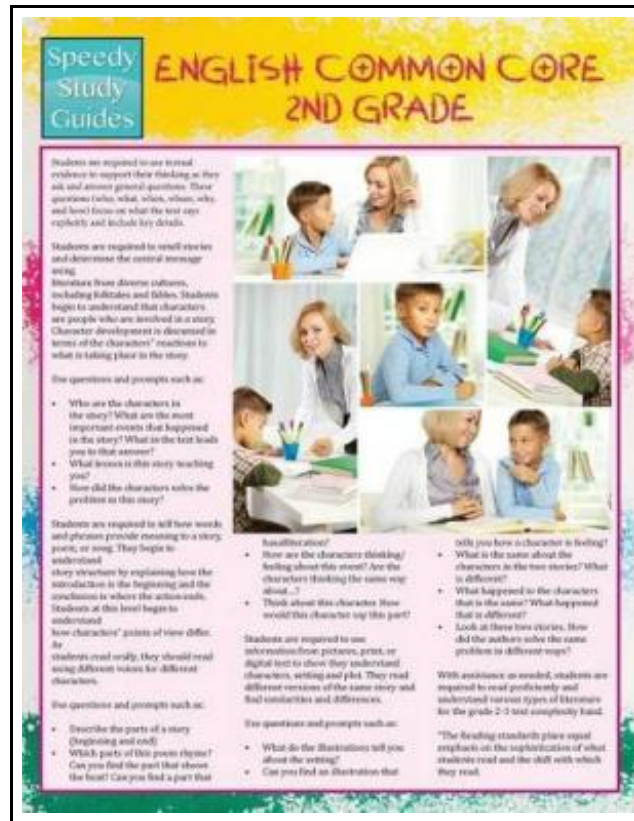 Speedy
Study
Guides
ENGLISH COMMON CORE
2ND GRADE
Students are required to use textual
evidence to support their thinking as they
ask and answer general questions. These
questions (who, what, when, where, why,
and how) focus on what the text says
explicitly and include key details.
Students are required to retell stories
and determine the central message
using
literature from diverse cultures,
including folktales and fables. Students
begin to understand that characters
are people who are involved in a story.
Character development is discussed in
terms of the characters' reactions to
what is taking place in the story.
Use questions and prompts such as:
• Who are the characters in
the story? What are the most
important events that happened
in the story? What in the text leads
you to that answer?
• What lesson is this story teaching
you?
• How did the characters solve the
problem in this story?
Students are required to tell how words
and phrases provide meaning to a story,
poem, or song. They begin to
understand
story structure by explaining how the
introduction is the beginning and the
conclusion is where the action ends.
Students at this level begin to
understand
how characters' points of view differ.
As
students read orally, they should read
using different voices for different
characters.
Use questions and prompts such as:
• Describe the parts of a story
(beginning and end)
• Which parts of this poem rhyme?
Can you find the part that shows
the beat? Can you find a part that
has alliteration?
• How are the characters thinking/
feeling about this event? Are the
characters thinking the same way
about...?
• Think about this character. How
would this character say this part?
Students are required to use
information from pictures, print, or
digital text to show they understand
characters, setting and plot. They read
different versions of the same story and
find similarities and differences.
Use questions and prompts such as:
• What do the illustrations tell you
about the setting?
• Can you find an illustration that
tells you how a character is feeling?
• What is the same about the
characters in the two stories? What
is different?
• What happened to the characters
that is the same? What happened
that is different?
• Look at these two stories. How
did the authors solve the same
problem in different ways?
With assistance as needed, students are
required to read proficiently and
understand various types of literature
for the grade 2-3 text complexity band.
"The Reading standards place equal
emphasis on the sophistication of what
students read and the skill with which
they read.